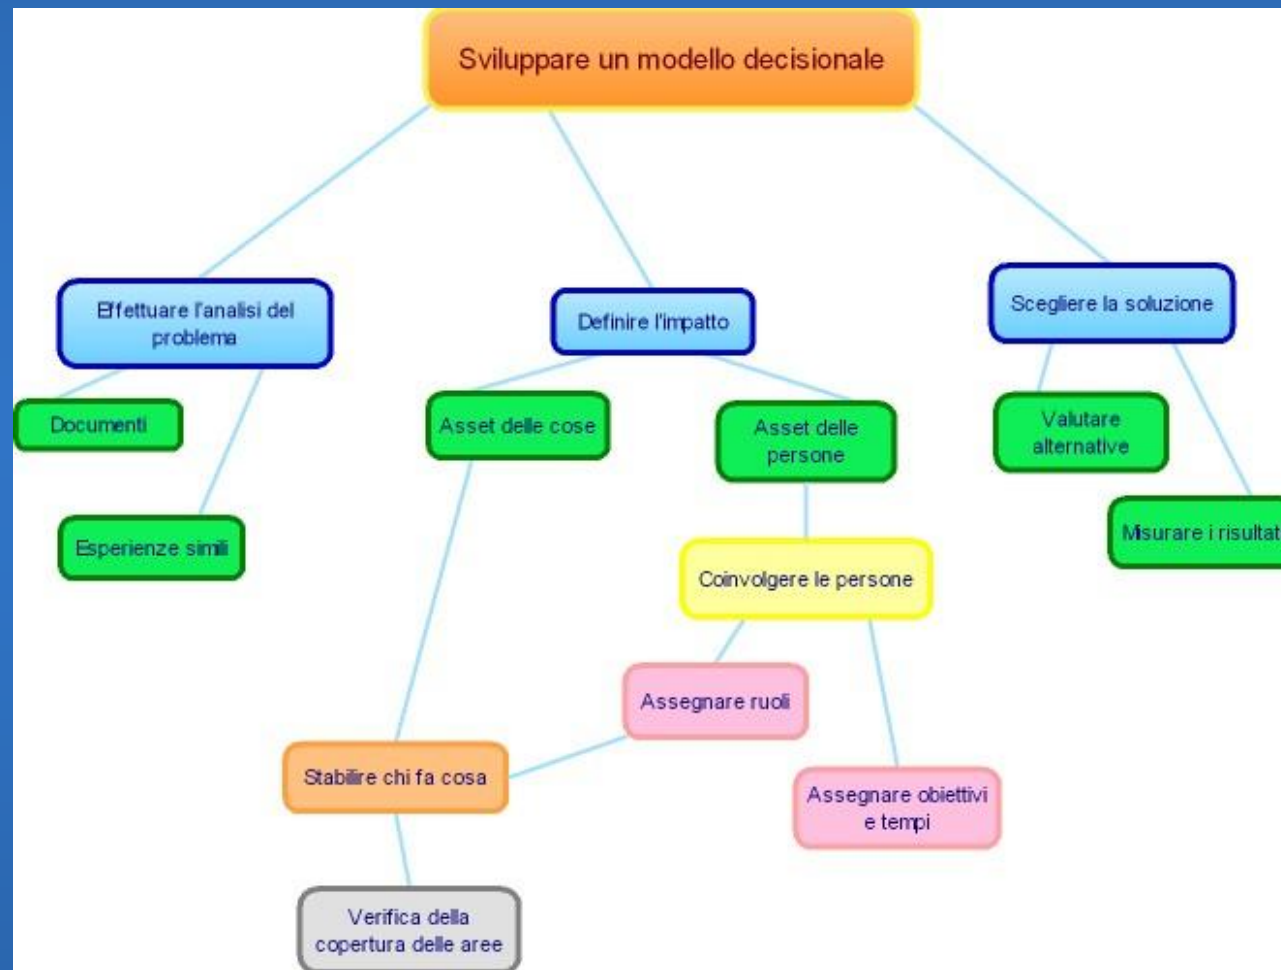 Sviluppare un modello decisionale
Effettuare l'analisi del
problema
Definire l'impatto
Scegliere la soluzione
Documenti
Asset delle cose
Asset delle
persone
Valutare
alternative
Esperienze simili
Misurare i risultat
Coinvolgere le persone
Assegnare ruoli
Stabilire chi fa cosa
Assegnare obiettivi
e tempi
Verifica della
copertura delle aree